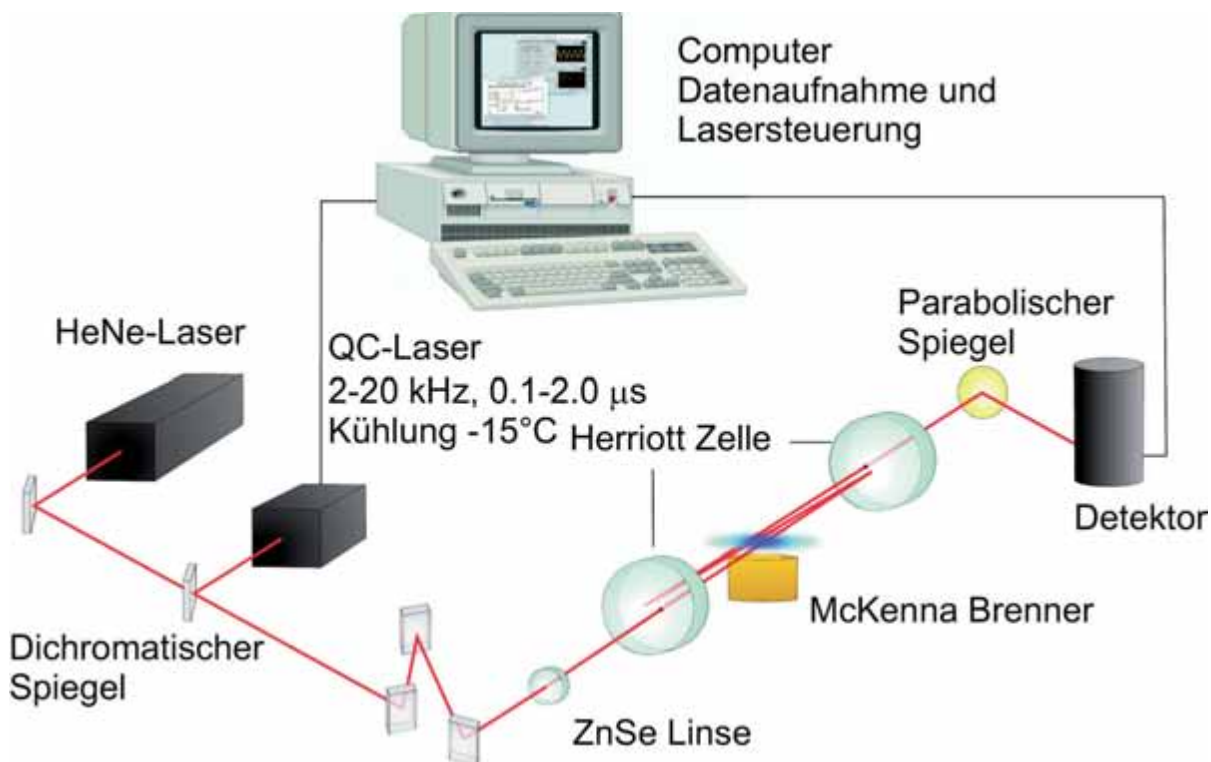 Computer
Datenaufnahme und
Lasersteuerung
HeNe-Laser
QC-Laser
2-20 kHz, 0.1-2.0 μs
Kühlung -15°C
Herriott Zelle
Parabolischer
Spiegel
Detektor
McKenna Brenner
Dichromatischer
Spiegel
ZnSe Linse